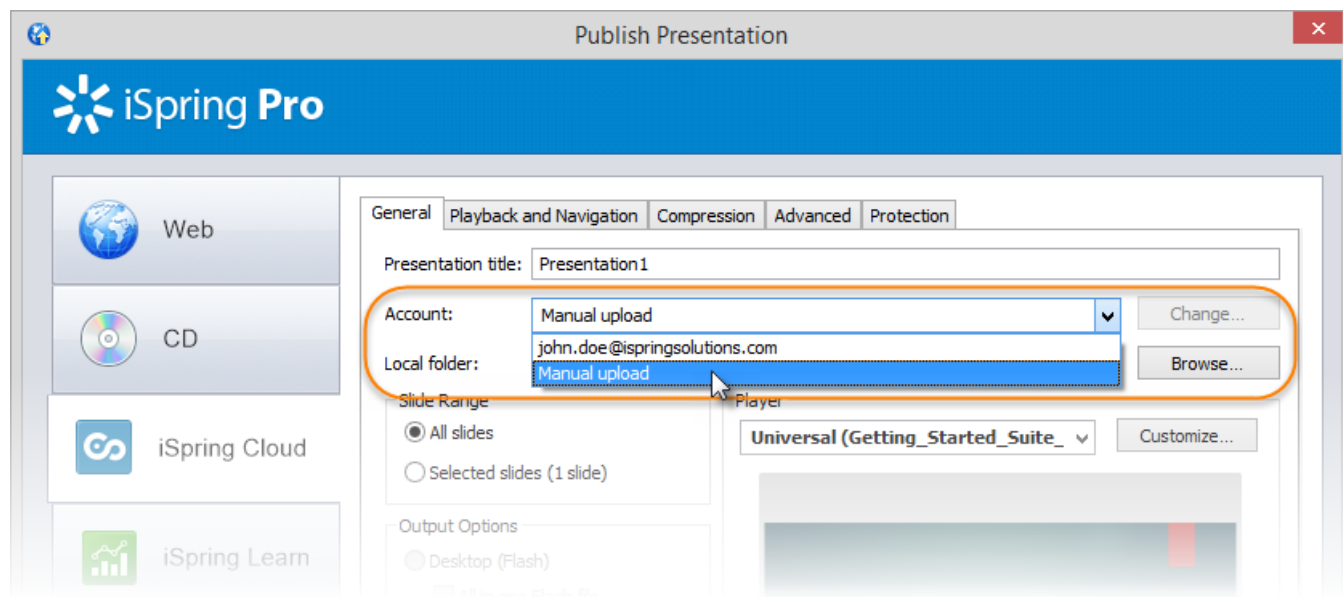 Publish Presentation
iSpring Pro
Web
CD
iSpring Cloud
iSpring Learn
General Playback and Navigation Compression Advanced Protection
Presentation title: Presentation1
Account: Manual upload Change...
john.doe@ispringsolutions.com
Local folder: Manual upload Browse...
Slide Range
All slides
Selected slides (1 slide)
Player
Universal (Getting_Started_Suite_ Customize...
Output Options
Desktop (Flash)